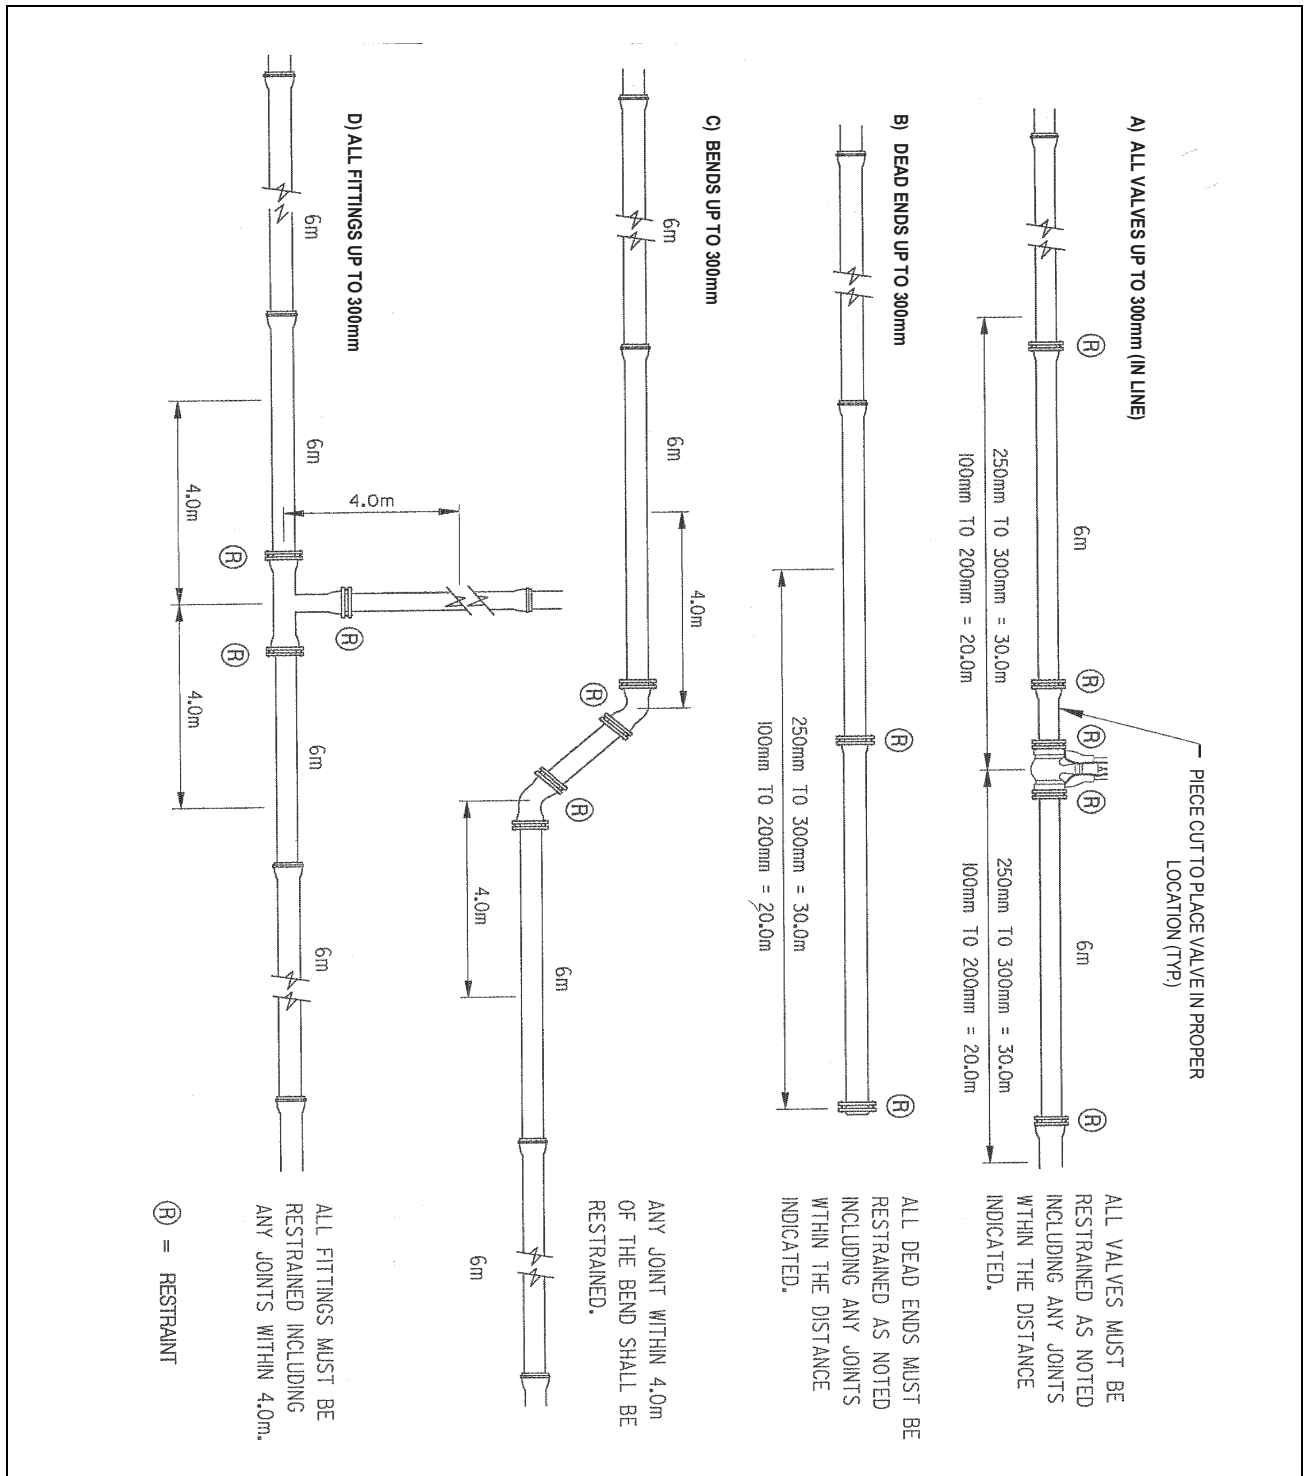 A) ALL VALVES UP TO 300mm (IN LINE)
R
6m
R
R
R
6m
R
PIECE CUT TO PLACE VALVE IN PROPER
LOCATION (TYP.)
250mm TO 300mm = 30.0m
100mm TO 200mm = 20.0m
250mm TO 300mm = 30.0m
100mm TO 200mm = 20.0m
ALL VALVES MUST BE
RESTRAINED AS NOTED
INCLUDING ANY JOINTS
WTHIN THE DISTANCE
INDICATED.
B) DEAD ENDS UP TO 300mm
R
R
250mm TO 300mm = 30.0m
100mm TO 200mm = 20.0m
ALL DEAD ENDS MUST BE
RESTRAINED AS NOTED
INCLUDING ANY JOINTS
WTHIN THE DISTANCE
INDICATED.
C) BENDS UP TO 300mm
6m
6m
4.0m
R
R
4.0m
6m
6m
ANY JOINT WITHIN 4.0m
OF THE BEND SHALL BE
RESTRAINED.
D) ALL FITTINGS UP TO 300mm
6m
6m
4.0m
4.0m
R
R
R
4.0m
6m
6m
ALL FITTINGS MUST BE
RESTRAINED INCLUDING
ANY JOINTS WITHIN 4.0m.
R = RESTRAINT